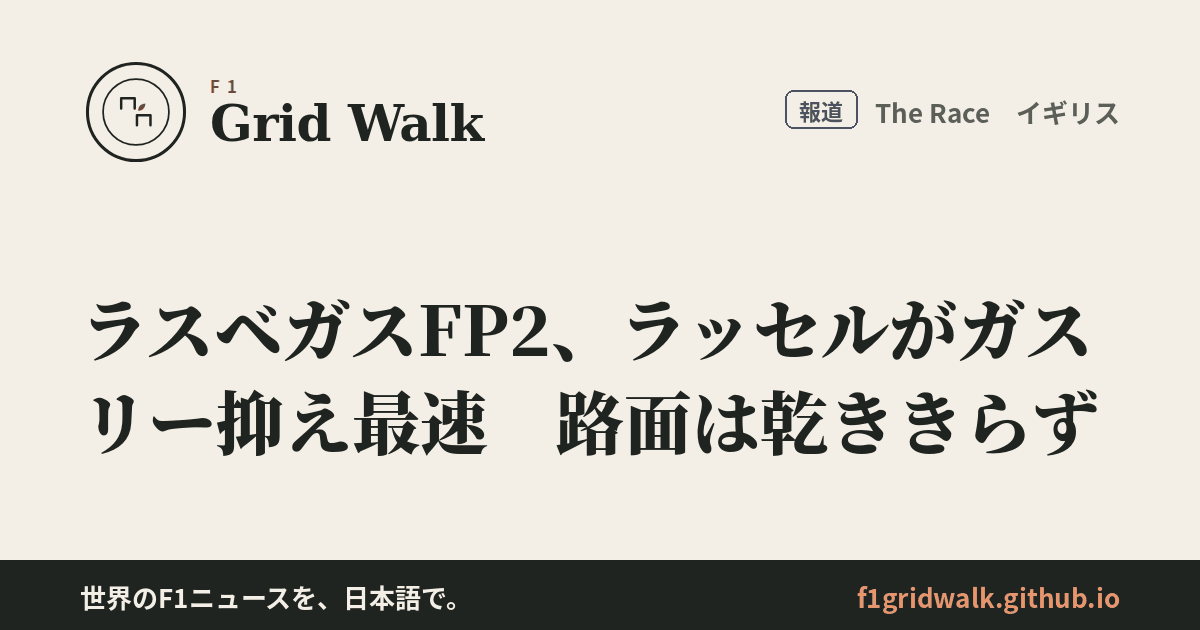 F1
Grid Walk
報道 The Race イギリス
ラスベガスFP2、ラッセルがガス
リー抑え最速　路面は乾ききらず
世界のF1ニュースを、日本語で。
f1gridwalk.github.io